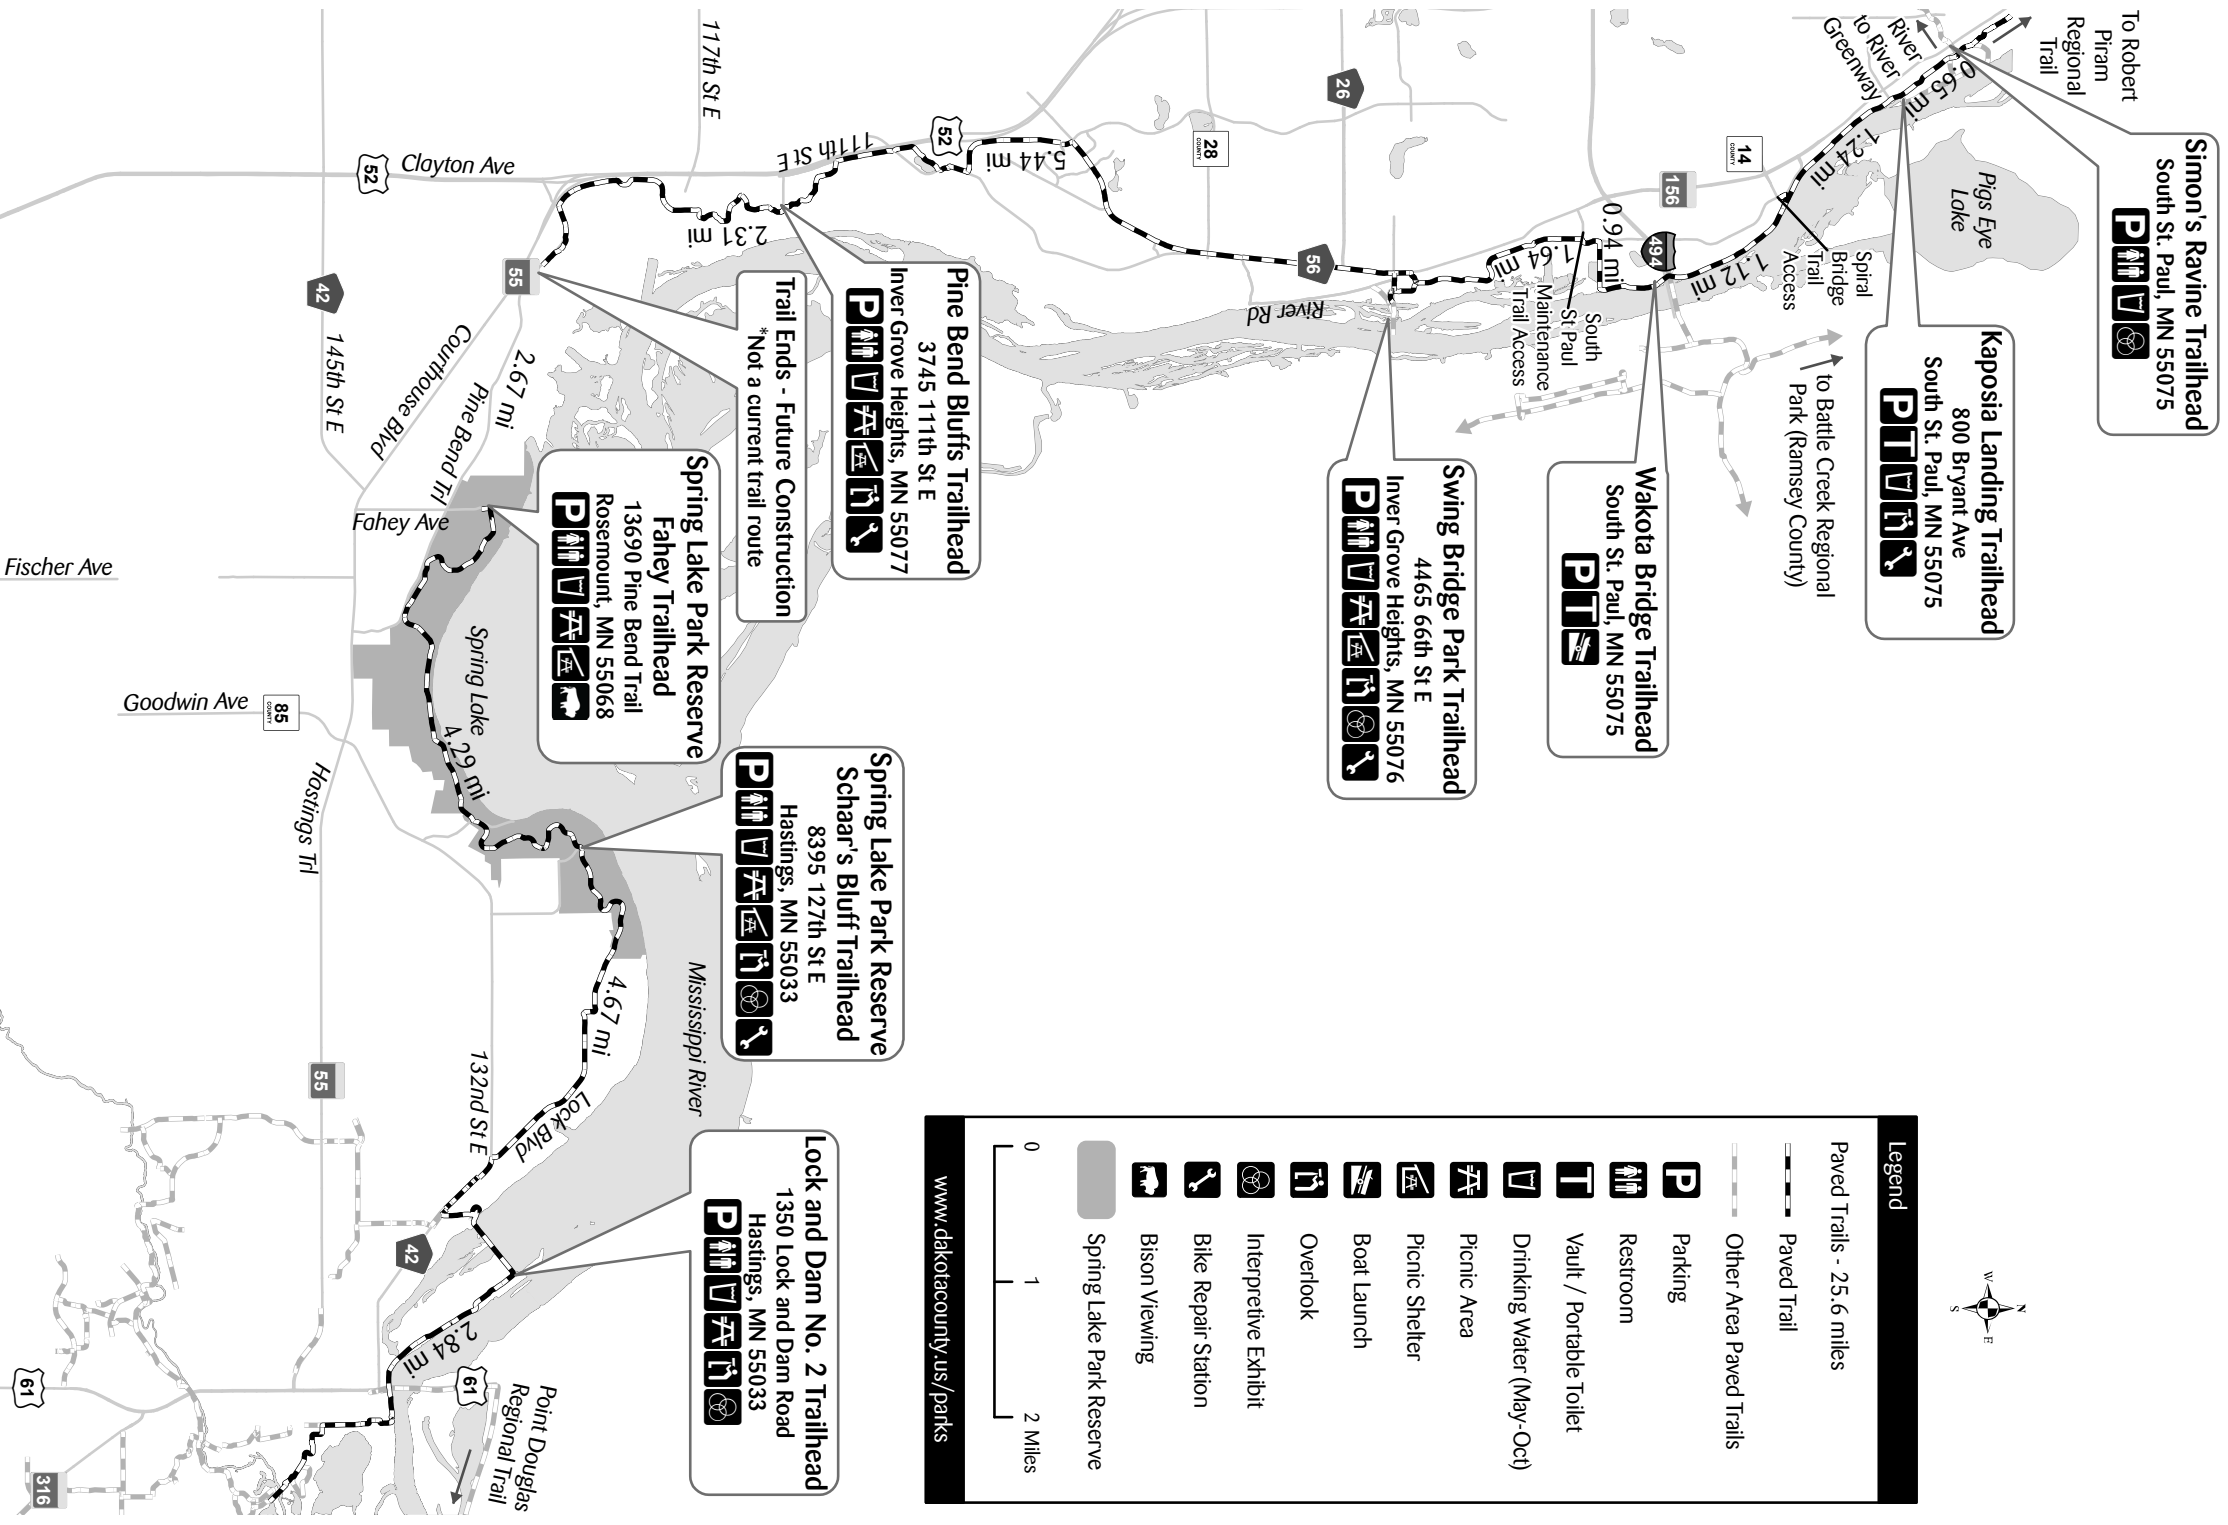 To Robert
Piram
Regional
Trail
River
to River
Greenway
0.65 mi
Simon's Ravine Trailhead
South St. Paul, MN 55075
P
Pigs Eye
Lake
1.24 mi
14
COUNTY
156
Kaposia Landing Trailhead
800 Bryant Ave
South St. Paul, MN 55075
P T
Spiral
Bridge
Trail
Access
1.12 mi
494
to Battle Creek Regional
Park (Ramsey County)
Wakota Bridge Trailhead
South St. Paul, MN 55075
P T
0.94 mi
South
St Paul
Maintenance
Trail Access
1.64 mi
Swing Bridge Park Trailhead
4465 66th St E
Inver Grove Heights, MN 55076
P
26
56
28
COUNTY
River Rd
5.44 mi
52
111th St E
117th St E
Pine Bend Bluffs Trailhead
3745 111th St E
Inver Grove Heights, MN 55077
P
2.31 mi
Trail Ends - Future Construction
*Not a current trail route
Clayton Ave
52
55
42
145th St E
Courthouse Blvd
2.67 mi
Pine Bend Trl
Fahey Ave
Spring Lake Park Reserve
Fahey Trailhead
13690 Pine Bend Trail
Rosemount, MN 55068
P
Fischer Ave
Spring Lake
Goodwin Ave
85
COUNTY
4.29 mi
Hastings Trl
Spring Lake Park Reserve
Schaar's Bluff Trailhead
8395 127th St E
Hastings, MN 55033
P
Mississippi River
4.67 mi
132nd St E
Lock Blvd
55
42
Lock and Dam No. 2 Trailhead
1350 Lock and Dam Road
Hastings, MN 55033
P
2.84 mi
61
61
316
Point Douglas
Regional Trail
N
W
E
S
Legend
Paved Trails - 25.6 miles
Paved Trail
Other Area Paved Trails
P Parking
Restroom
T Vault / Portable Toilet
Drinking Water (May-Oct)
Picnic Area
Picnic Shelter
Boat Launch
Overlook
Interpretive Exhibit
Bike Repair Station
Bison Viewing
Spring Lake Park Reserve
0 1 2 Miles
www.dakotacounty.us/parks